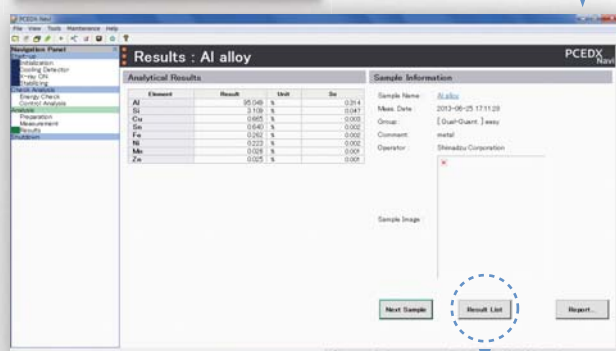 PCEDX-Navi
File View Tools Maintenance Help
Navigation Panel
Start-up
Initialization
Cooling Detector
X-ray ON
Stabilizing
Check Analysis
Energy Check
Control Analysis
Analysis
Preparation
Measurement
Results
Shutdown
Results : Al alloy
PCEDX Navi
Analytical Results
Element Result Unit Sσ
Al 95.049 % 0.314
Si 3.109 % 0.047
Cu 0.665 % 0.003
Sn 0.640 % 0.002
Fe 0.262 % 0.002
Ni 0.223 % 0.002
Mn 0.028 % 0.001
Zn 0.025 % 0.001
Sample Information
Sample Name Al alloy
Meas. Date 2013-06-25 17:11:28
Group [ Qual-Quant. ] easy
Comment metal
Operator Shimadzu Corporation
Sample Image
Next Sample
Result List
Report...